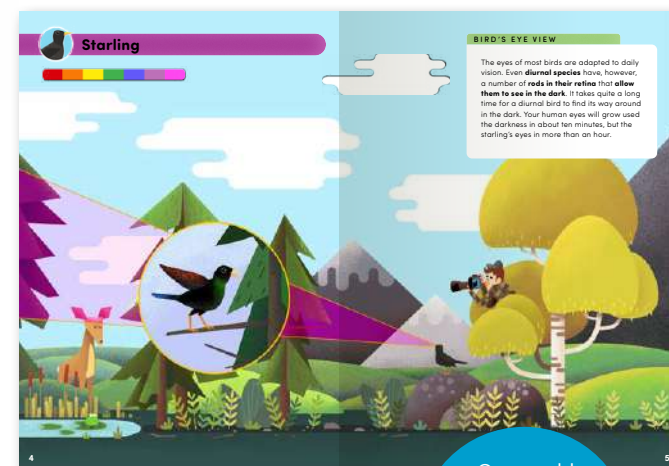 Starling
BIRD'S EYE VIEW
The eyes of most birds are adapted to daily
vision. Even diurnal species have, however,
a number of rods in their retina that allow
them to see in the dark. It takes quite a long
time for a diurnal bird to find its way around
in the dark. Your human eyes will grow used
the darkness in about ten minutes, but the
starling's eyes in more than an hour.
4
5